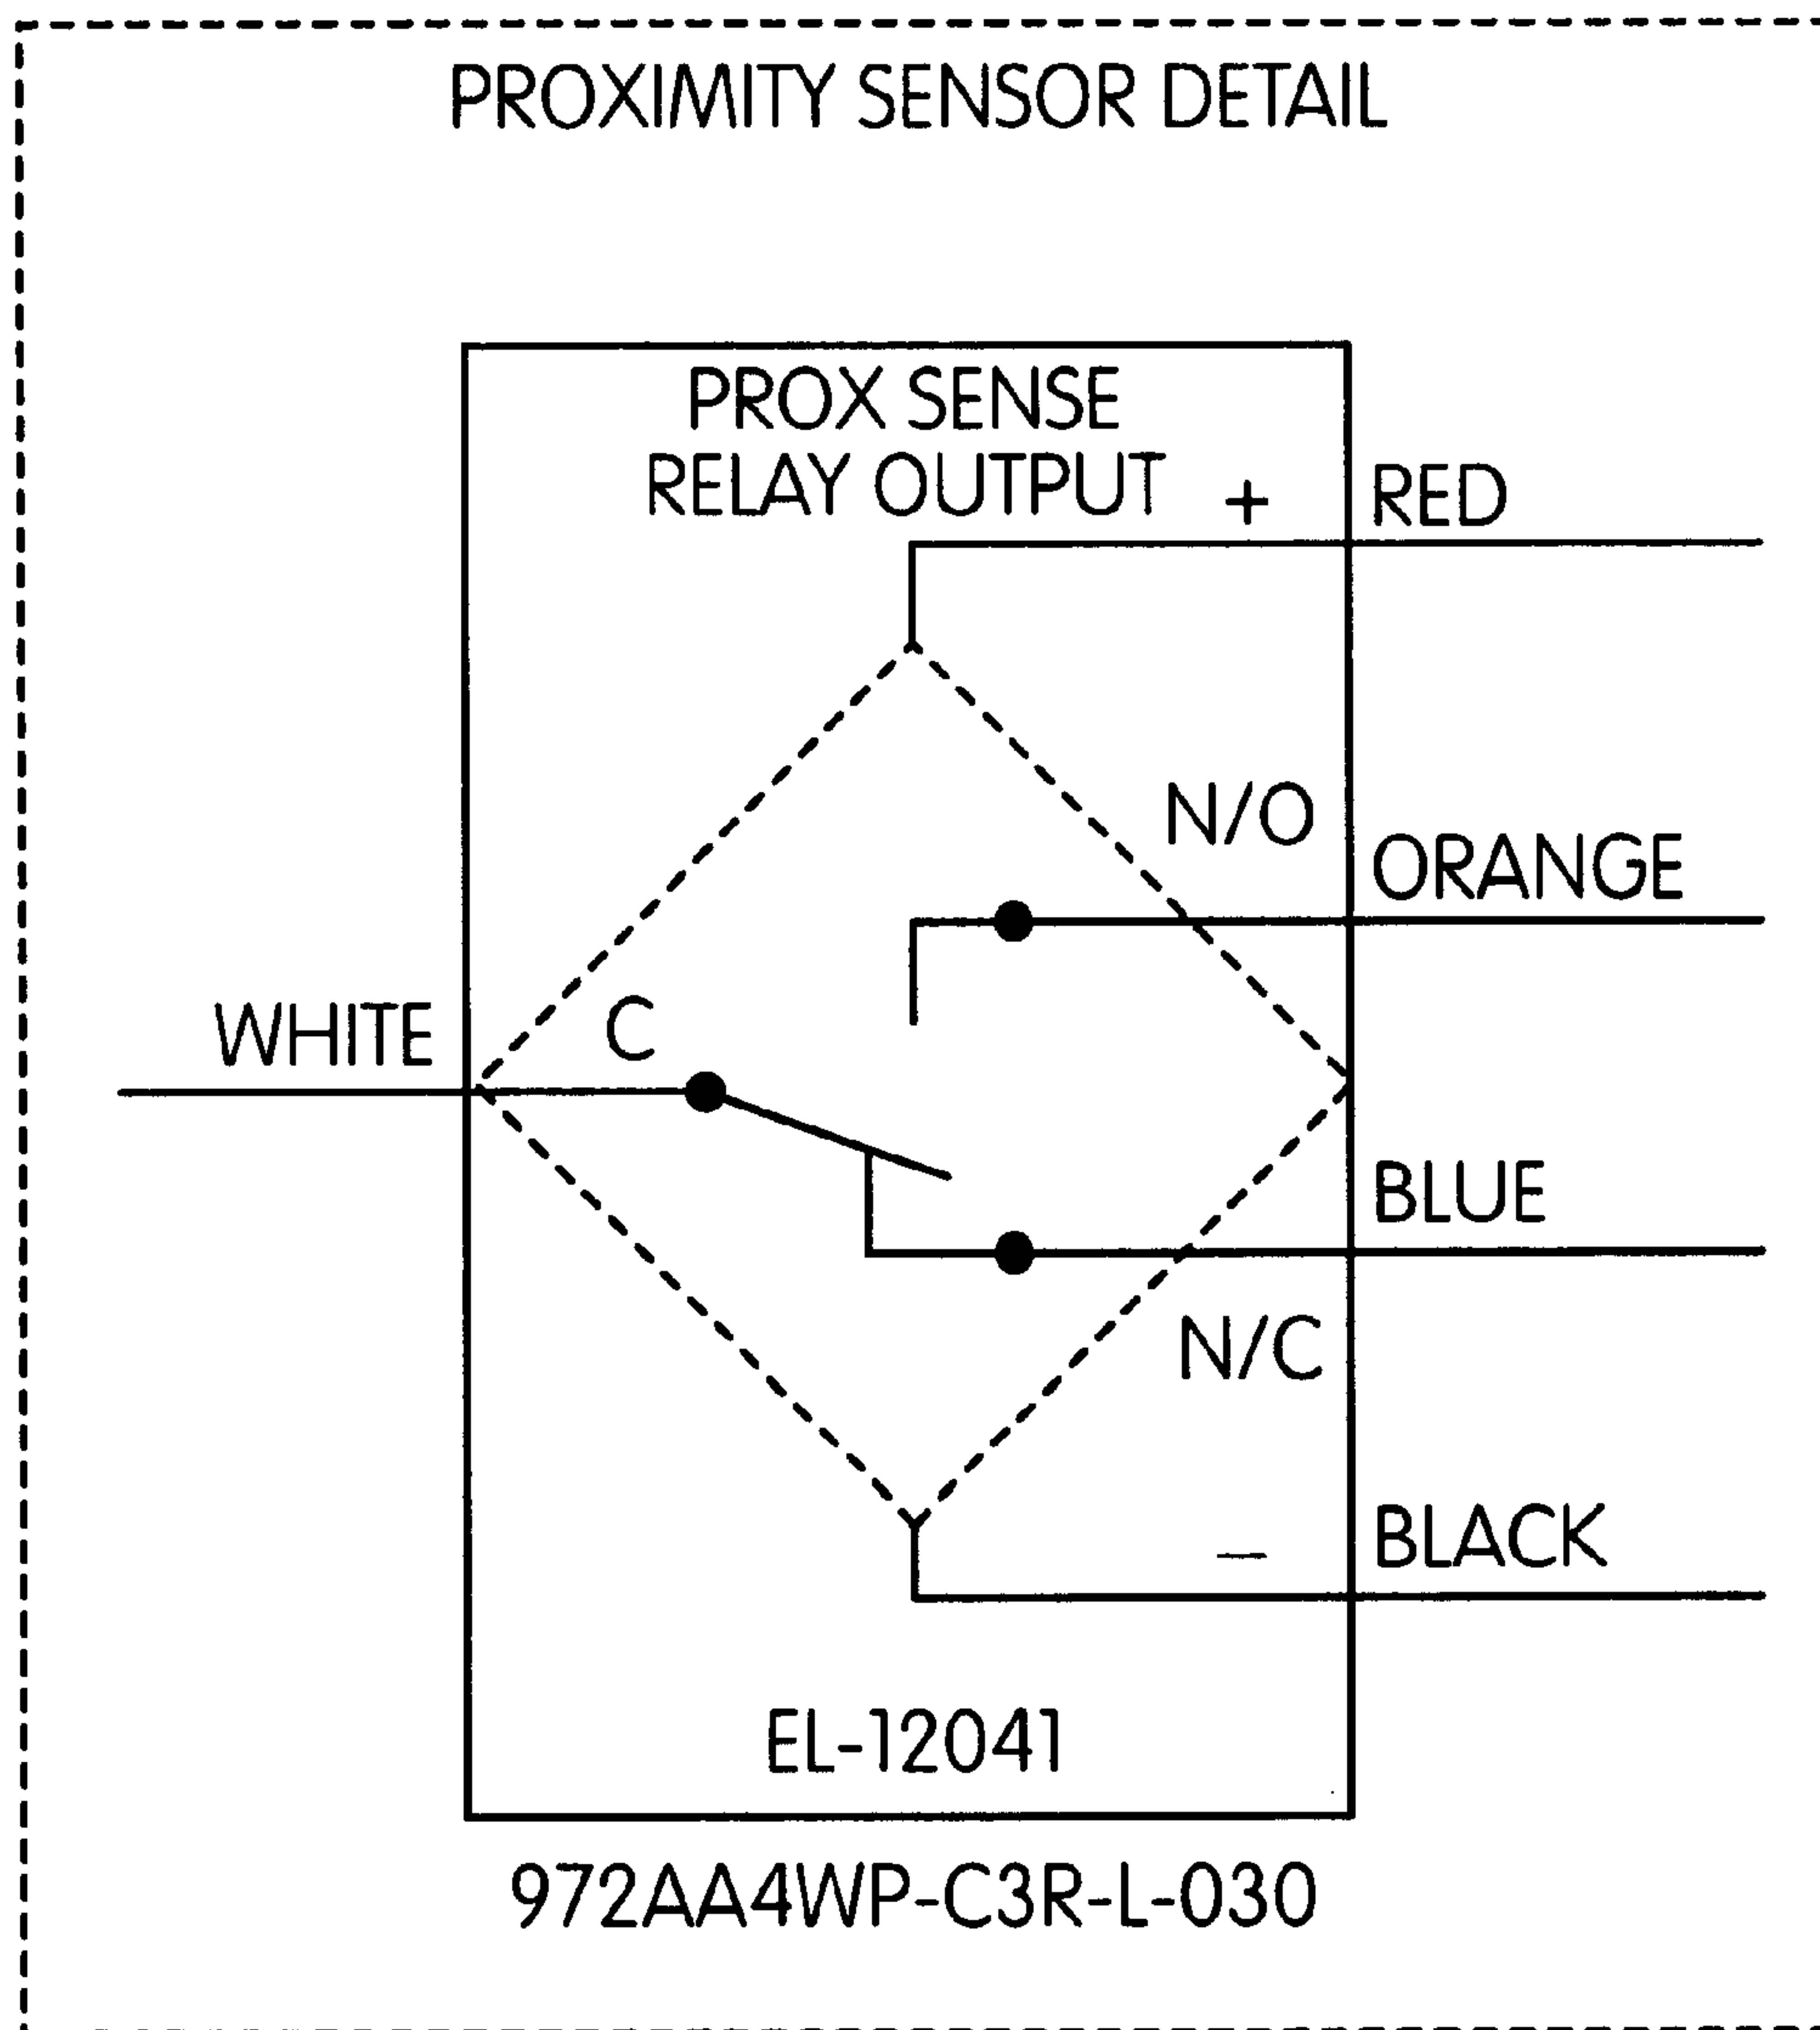 PROXIMITY SENSOR DETAIL
PROX SENSE
RELAY OUTPUT
+
RED
N/O
ORANGE
WHITE
C
BLUE
N/C
–
BLACK
EL-12041
972AA4WP-C3R-L-030